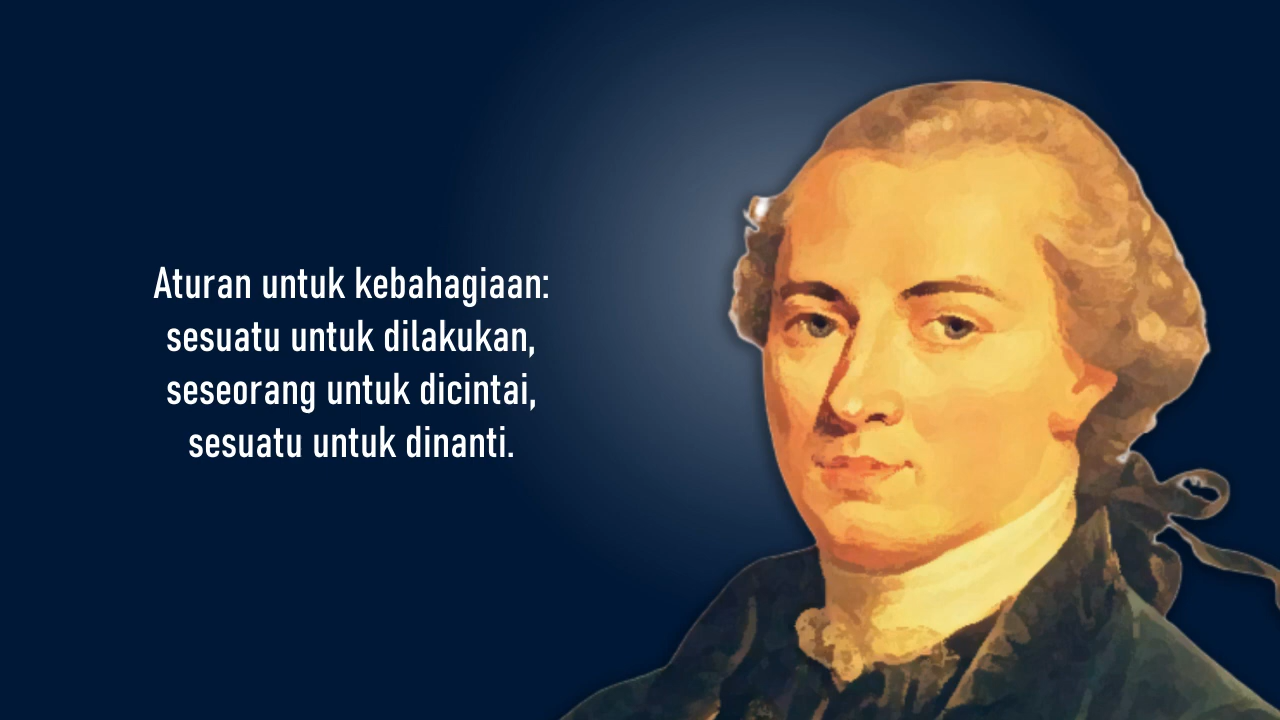 Aturan untuk kebahagiaan:
sesuatu untuk dilakukan,
seseorang untuk dicintai,
sesuatu untuk dinanti.